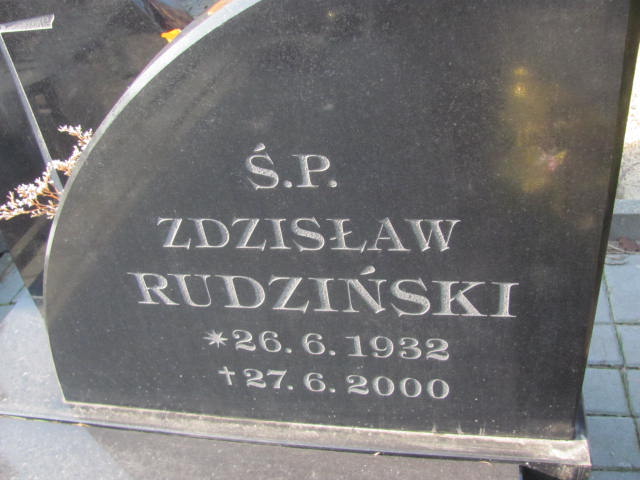 Ś.P.
ZDZISŁAW
RUDZIŃSKI
*26.6.1932
†27.6.2000